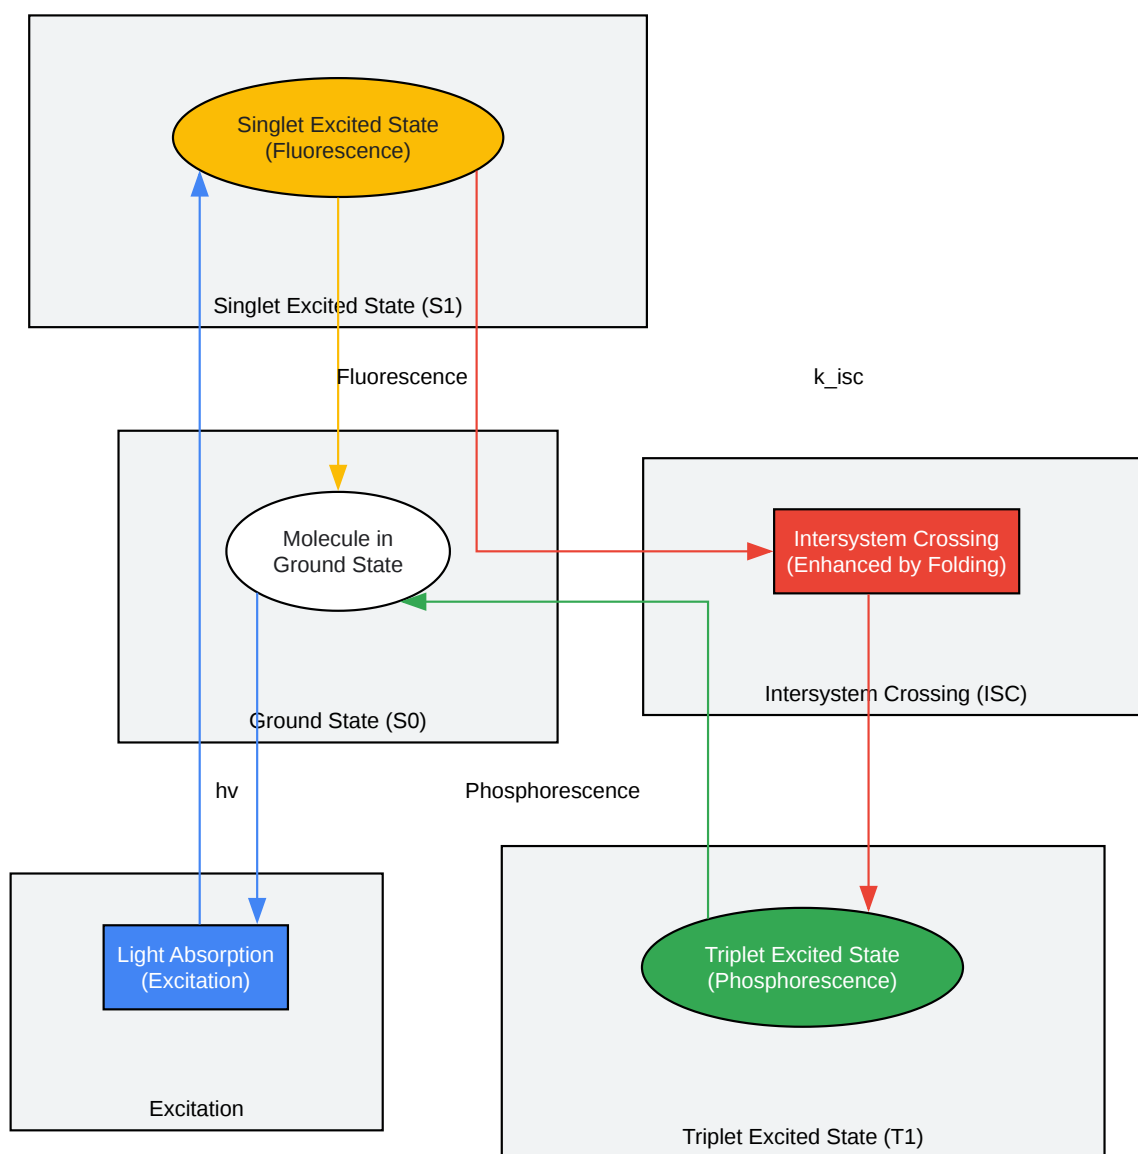 Singlet Excited State
(Fluorescence)
Singlet Excited State (S1)
Fluorescence
k_isc
Molecule in
Ground State
Ground State (S0)
Intersystem Crossing
(Enhanced by Folding)
Intersystem Crossing (ISC)
hv
Phosphorescence
Light Absorption
(Excitation)
Excitation
Triplet Excited State
(Phosphorescence)
Triplet Excited State (T1)